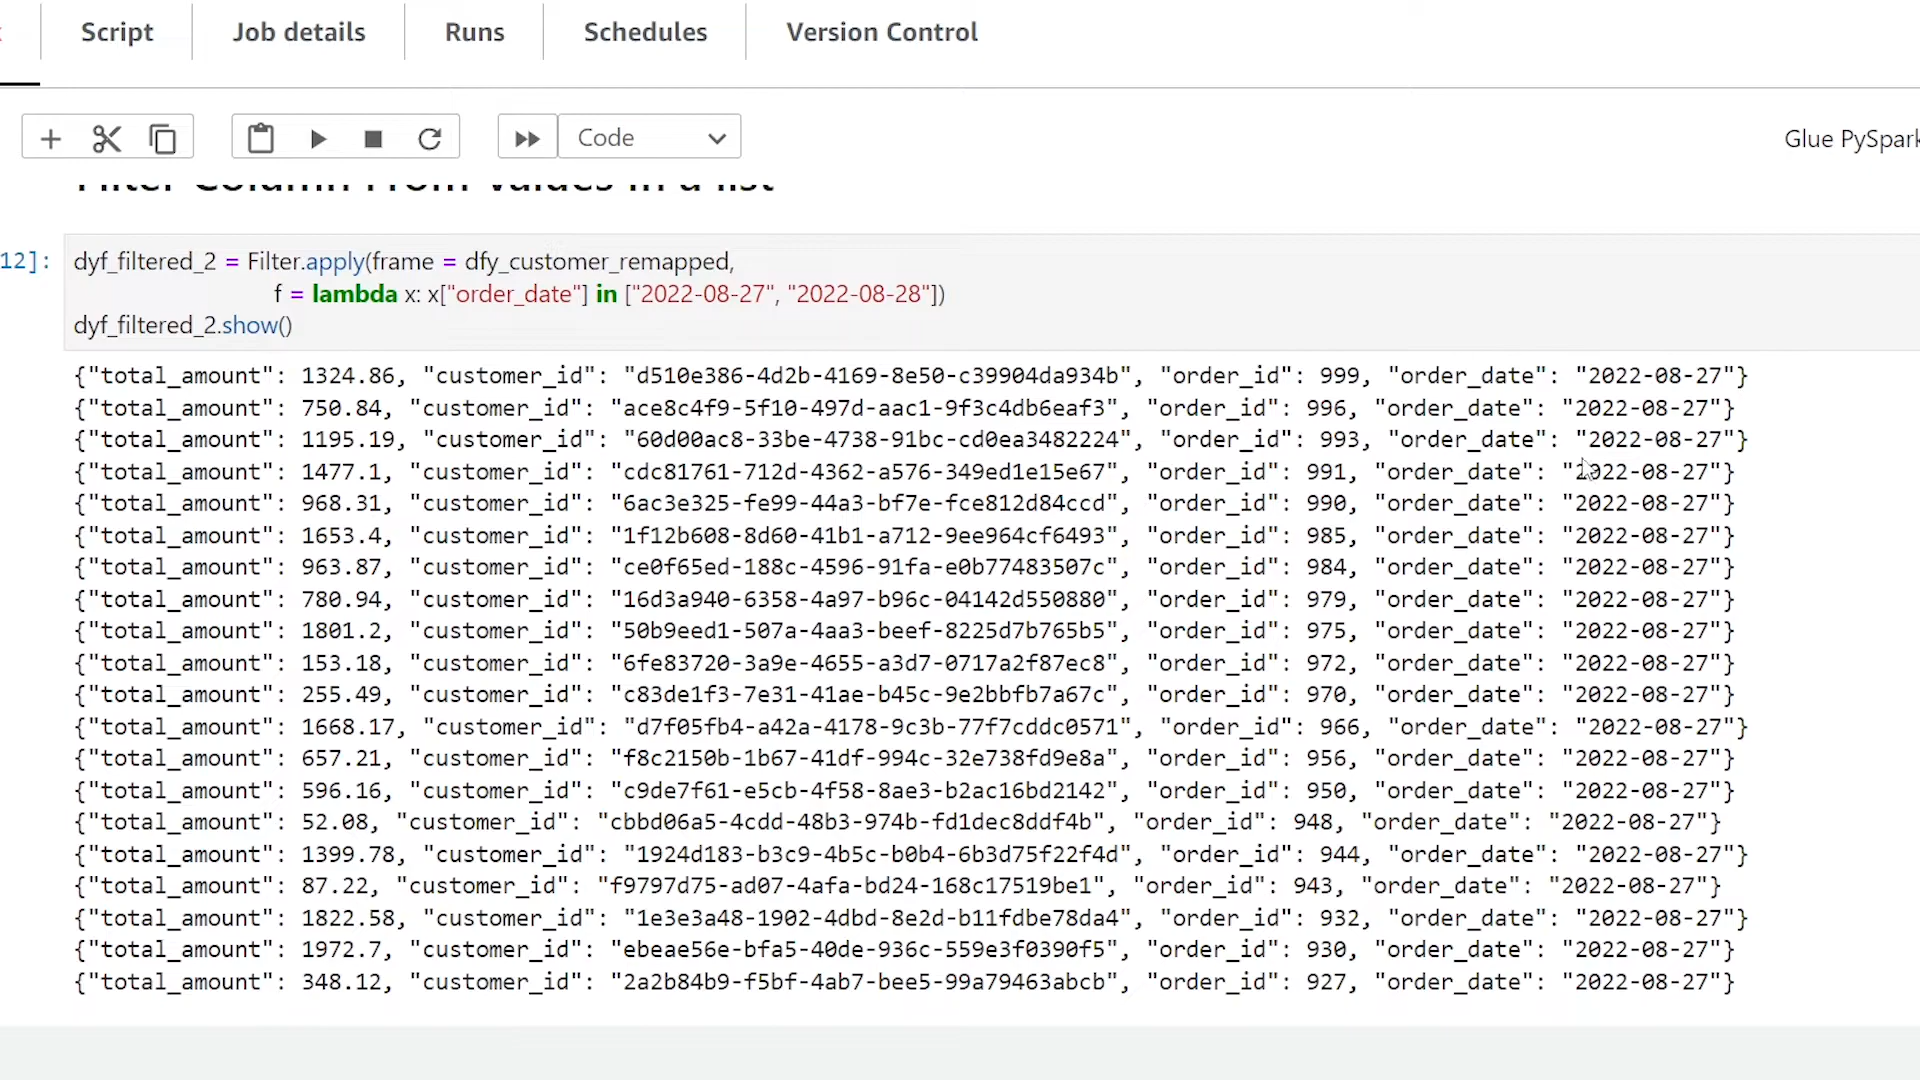 Script
Job details
Runs
Schedules
Version Control
Code
Glue PySpark
Filter Column From Values in a list
12]:
dyf_filtered_2 = Filter.apply(frame = dfy_customer_remapped,
f = lambda x: x["order_date"] in ["2022-08-27", "2022-08-28"])
dyf_filtered_2.show()
{"total_amount": 1324.86, "customer_id": "d510e386-4d2b-4169-8e50-c39904da934b", "order_id": 999, "order_date": "2022-08-27"}
{"total_amount": 750.84, "customer_id": "ace8c4f9-5f10-497d-aac1-9f3c4db6eaf3", "order_id": 996, "order_date": "2022-08-27"}
{"total_amount": 1195.19, "customer_id": "60d00ac8-33be-4738-91bc-cd0ea3482224", "order_id": 993, "order_date": "2022-08-27"}
{"total_amount": 1477.1, "customer_id": "cdc81761-712d-4362-a576-349ed1e15e67", "order_id": 991, "order_date": "2022-08-27"}
{"total_amount": 968.31, "customer_id": "6ac3e325-fe99-44a3-bf7e-fce812d84ccd", "order_id": 990, "order_date": "2022-08-27"}
{"total_amount": 1653.4, "customer_id": "1f12b608-8d60-41b1-a712-9ee964cf6493", "order_id": 985, "order_date": "2022-08-27"}
{"total_amount": 963.87, "customer_id": "ce0f65ed-188c-4596-91fa-e0b77483507c", "order_id": 984, "order_date": "2022-08-27"}
{"total_amount": 780.94, "customer_id": "16d3a940-6358-4a97-b96c-04142d550880", "order_id": 979, "order_date": "2022-08-27"}
{"total_amount": 1801.2, "customer_id": "50b9eed1-507a-4aa3-beef-8225d7b765b5", "order_id": 975, "order_date": "2022-08-27"}
{"total_amount": 153.18, "customer_id": "6fe83720-3a9e-4655-a3d7-0717a2f87ec8", "order_id": 972, "order_date": "2022-08-27"}
{"total_amount": 255.49, "customer_id": "c83de1f3-7e31-41ae-b45c-9e2bbfb7a67c", "order_id": 970, "order_date": "2022-08-27"}
{"total_amount": 1668.17, "customer_id": "d7f05fb4-a42a-4178-9c3b-77f7cddc0571", "order_id": 966, "order_date": "2022-08-27"}
{"total_amount": 657.21, "customer_id": "f8c2150b-1b67-41df-994c-32e738fd9e8a", "order_id": 956, "order_date": "2022-08-27"}
{"total_amount": 596.16, "customer_id": "c9de7f61-e5cb-4f58-8ae3-b2ac16bd2142", "order_id": 950, "order_date": "2022-08-27"}
{"total_amount": 52.08, "customer_id": "cbbd06a5-4cdd-48b3-974b-fd1dec8ddf4b", "order_id": 948, "order_date": "2022-08-27"}
{"total_amount": 1399.78, "customer_id": "1924d183-b3c9-4b5c-b0b4-6b3d75f22f4d", "order_id": 944, "order_date": "2022-08-27"}
{"total_amount": 87.22, "customer_id": "f9797d75-ad07-4afa-bd24-168c17519be1", "order_id": 943, "order_date": "2022-08-27"}
{"total_amount": 1822.58, "customer_id": "1e3e3a48-1902-4dbd-8e2d-b11fdbe78da4", "order_id": 932, "order_date": "2022-08-27"}
{"total_amount": 1972.7, "customer_id": "ebeae56e-bfa5-40de-936c-559e3f0390f5", "order_id": 930, "order_date": "2022-08-27"}
{"total_amount": 348.12, "customer_id": "2a2b84b9-f5bf-4ab7-bee5-99a79463abcb", "order_id": 927, "order_date": "2022-08-27"}